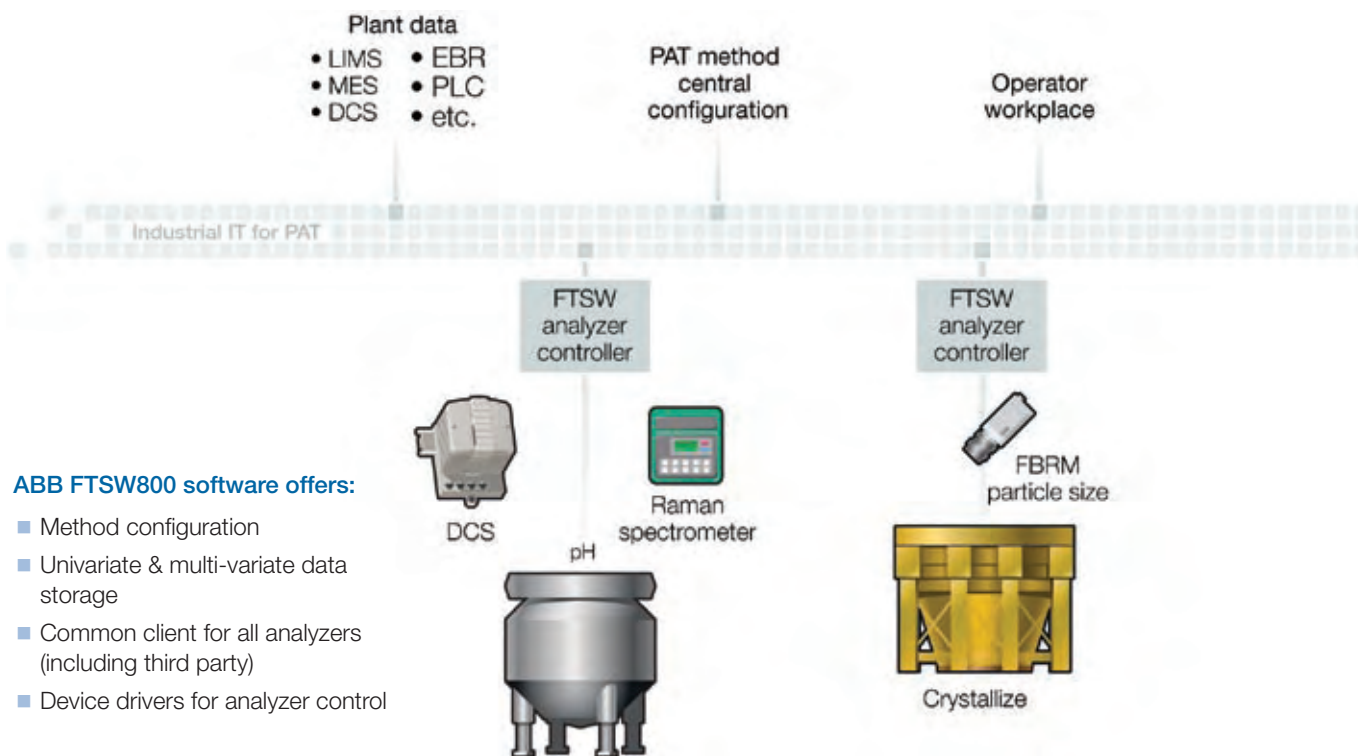 Plant data
• LIMS • EBR
• MES • PLC
• DCS • etc.
PAT method
central
configuration
Operator
workplace
Industrial IT for PAT
FTSW
analyzer
controller
FTSW
analyzer
controller
DCS
Raman
spectrometer
pH
FBRM
particle size
Crystallize
ABB FTSW800 software offers:
Method configuration
Univariate & multi-variate data
storage
Common client for all analyzers
(including third party)
Device drivers for analyzer control